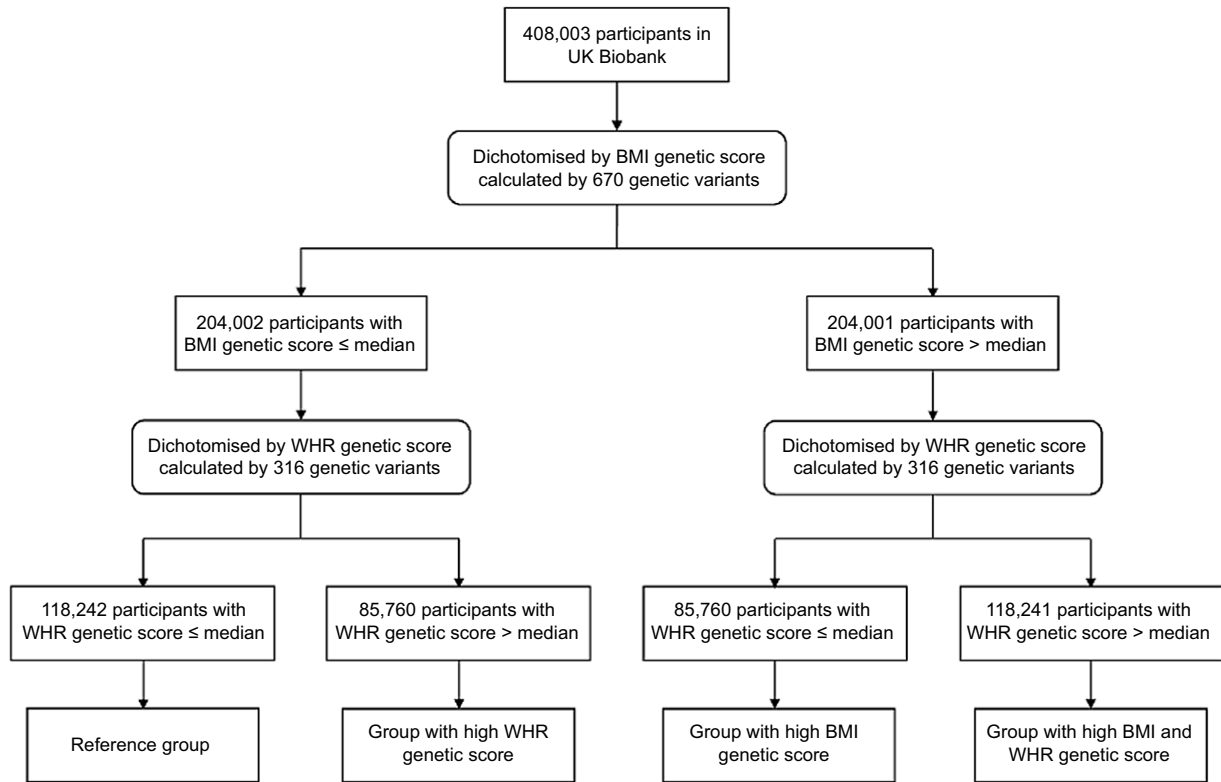 408,003 participants in
UK Biobank
Dichotomised by BMI genetic score
calculated by 670 genetic variants
204,002 participants with
BMI genetic score ≤ median
204,001 participants with
BMI genetic score > median
Dichotomised by WHR genetic score
calculated by 316 genetic variants
Dichotomised by WHR genetic score
calculated by 316 genetic variants
118,242 participants with
WHR genetic score ≤ median
85,760 participants with
WHR genetic score > median
85,760 participants with
WHR genetic score ≤ median
118,241 participants with
WHR genetic score > median
Reference group
Group with high WHR
genetic score
Group with high BMI
genetic score
Group with high BMI and
WHR genetic score